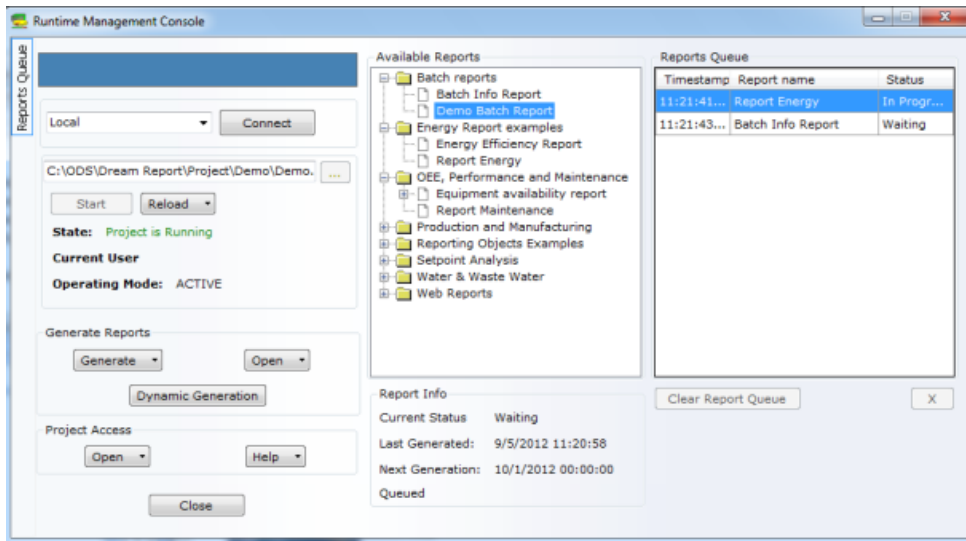 Runtime Management Console
Reports Queue
Local
Connect
C:\ODS\Dream Report\Project\Demo\Demo.
...
Start
Reload
State: Project is Running
Current User
Operating Mode: ACTIVE
Generate Reports
Generate
Open
Dynamic Generation
Project Access
Open
Help
Close
Available Reports
Batch reports
Batch Info Report
Demo Batch Report
Energy Report examples
Energy Efficiency Report
Report Energy
OEE, Performance and Maintenance
Equipment availability report
Report Maintenance
Production and Manufacturing
Reporting Objects Examples
Setpoint Analysis
Water & Waste Water
Web Reports
Report Info
Current Status Waiting
Last Generated: 9/5/2012 11:20:58
Next Generation: 10/1/2012 00:00:00
Queued
Reports Queue
Timestamp Report name Status
11:21:41... Report Energy In Progr...
11:21:43... Batch Info Report Waiting
Clear Report Queue
X